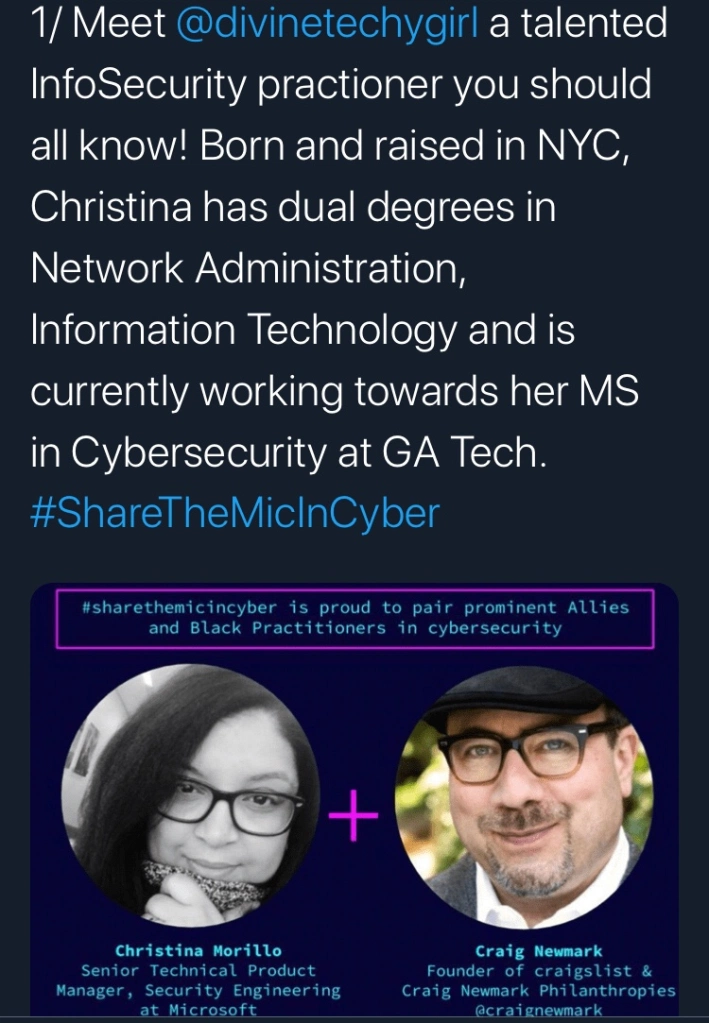 1/ Meet @divinetechygirl a talented
InfoSecurity practioner you should
all know! Born and raised in NYC,
Christina has dual degrees in
Network Administration,
Information Technology and is
currently working towards her MS
in Cybersecurity at GA Tech.
#ShareTheMicInCyber
#sharethemicincyber is proud to pair prominent Allies
and Black Practitioners in cybersecurity
+
Christina Morillo
Senior Technical Product
Manager, Security Engineering
at Microsoft
Craig Newmark
Founder of craigslist &
Craig Newmark Philanthropies
@craignewmark